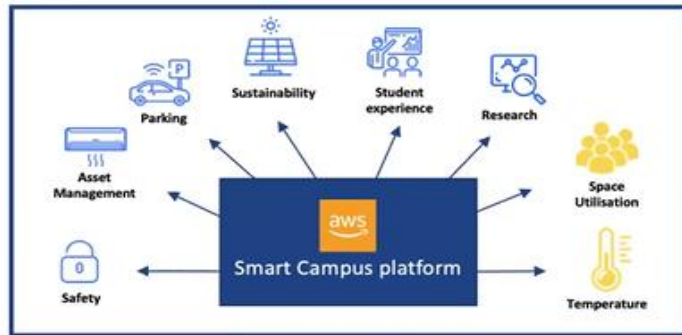 Sustainability
Student
experience
Parking
Research
Asset
Management
Space
Utilisation
aws
Smart Campus platform
Safety
Temperature
P
0